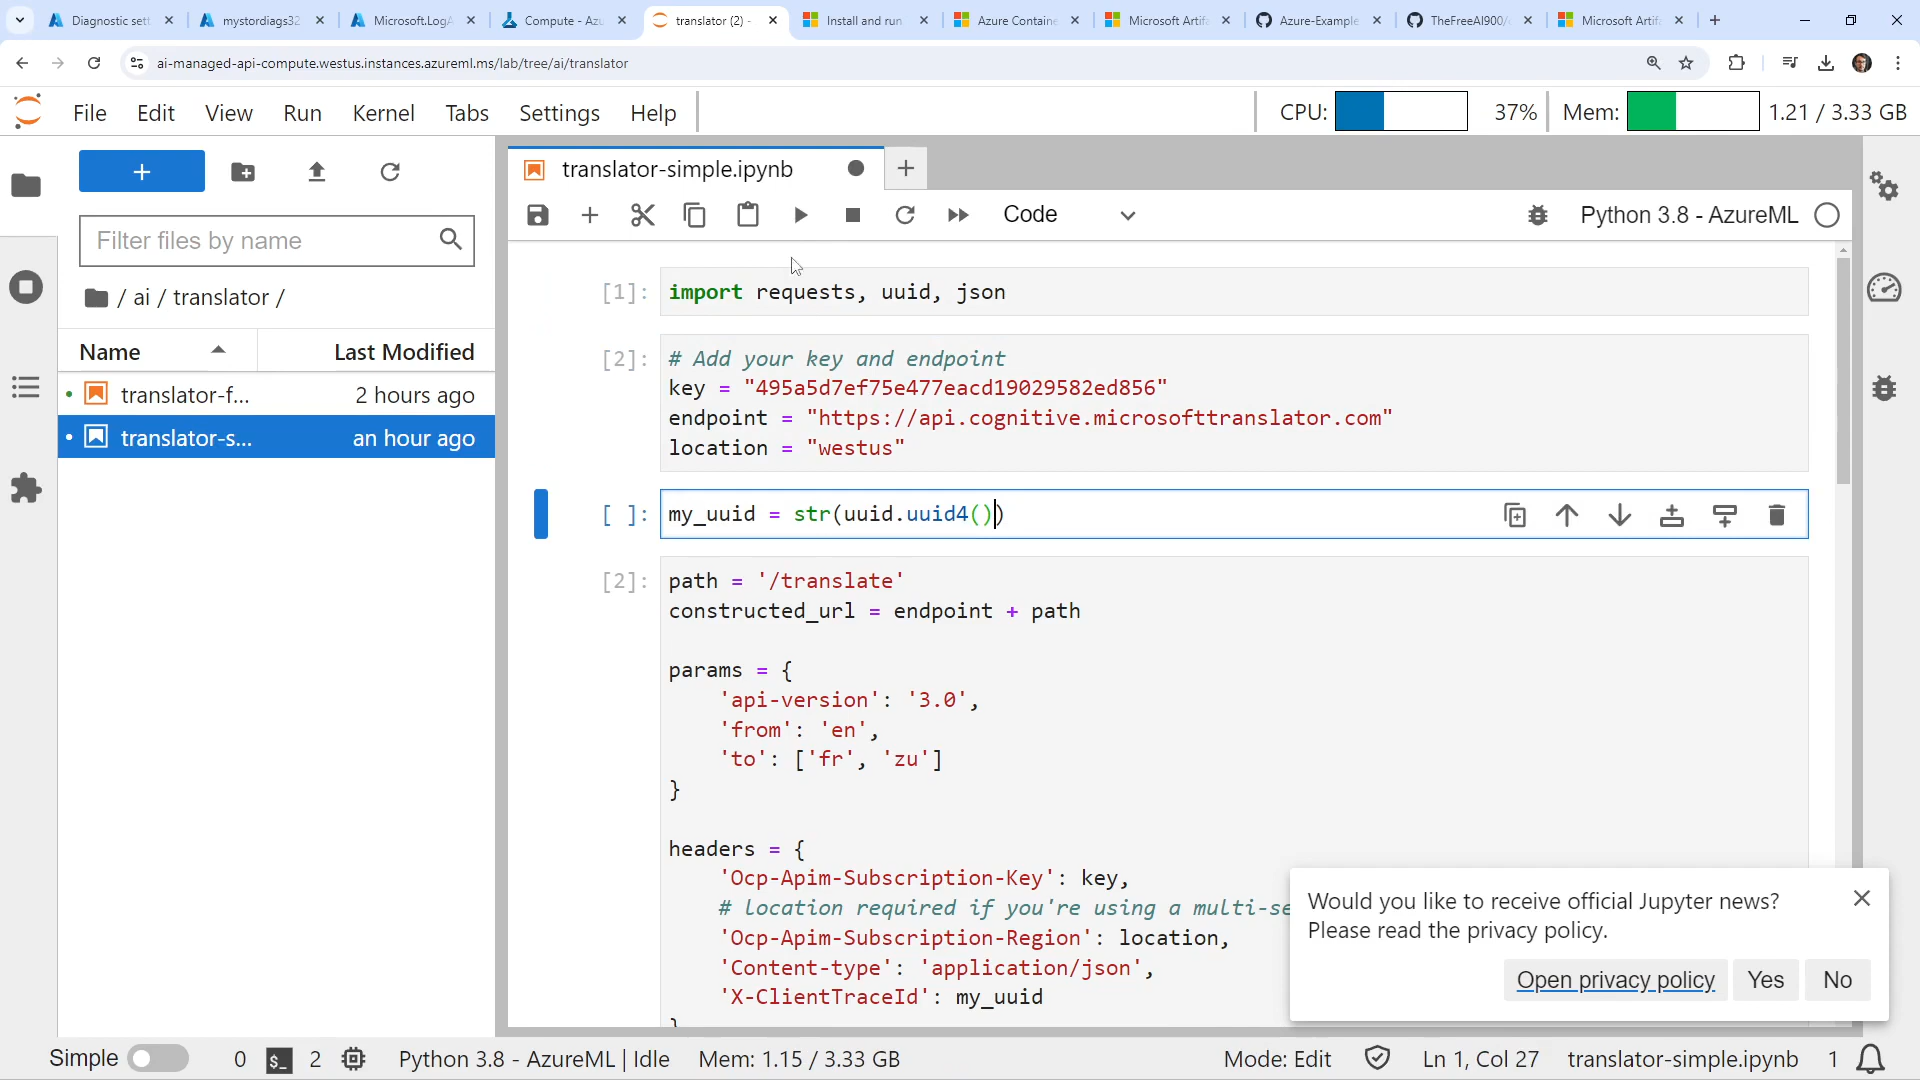 Diagnostic sett
mystordiags32
Microsoft.LogA
Compute - Azu
translator (2) -
Install and run
Azure Containe
Microsoft Artifa
Azure-Example
TheFreeAI900/
Microsoft Artifa
ai-managed-api-compute.westus.instances.azureml.ms/lab/tree/ai/translator
File Edit View Run Kernel Tabs Settings Help
CPU: 37% Mem: 1.21 / 3.33 GB
translator-simple.ipynb
Code
Python 3.8 - AzureML
Filter files by name
/ ai / translator /
Name Last Modified
translator-f... 2 hours ago
translator-s... an hour ago
[1]: import requests, uuid, json
[2]: # Add your key and endpoint
key = "495a5d7ef75e477eacd19029582ed856"
endpoint = "https://api.cognitive.microsofttranslator.com"
location = "westus"
[ ]: my_uuid = str(uuid.uuid4())
[2]: path = '/translate'
constructed_url = endpoint + path
params = {
'api-version': '3.0',
'from': 'en',
'to': ['fr', 'zu']
}
headers = {
'Ocp-Apim-Subscription-Key': key,
# location required if you're using a multi-se
'Ocp-Apim-Subscription-Region': location,
'Content-type': 'application/json',
'X-ClientTraceId': my_uuid
}
Would you like to receive official Jupyter news?
Please read the privacy policy.
Open privacy policy Yes No
Simple 0 $_ 2 Python 3.8 - AzureML | Idle Mem: 1.15 / 3.33 GB Mode: Edit Ln 1, Col 27 translator-simple.ipynb 1